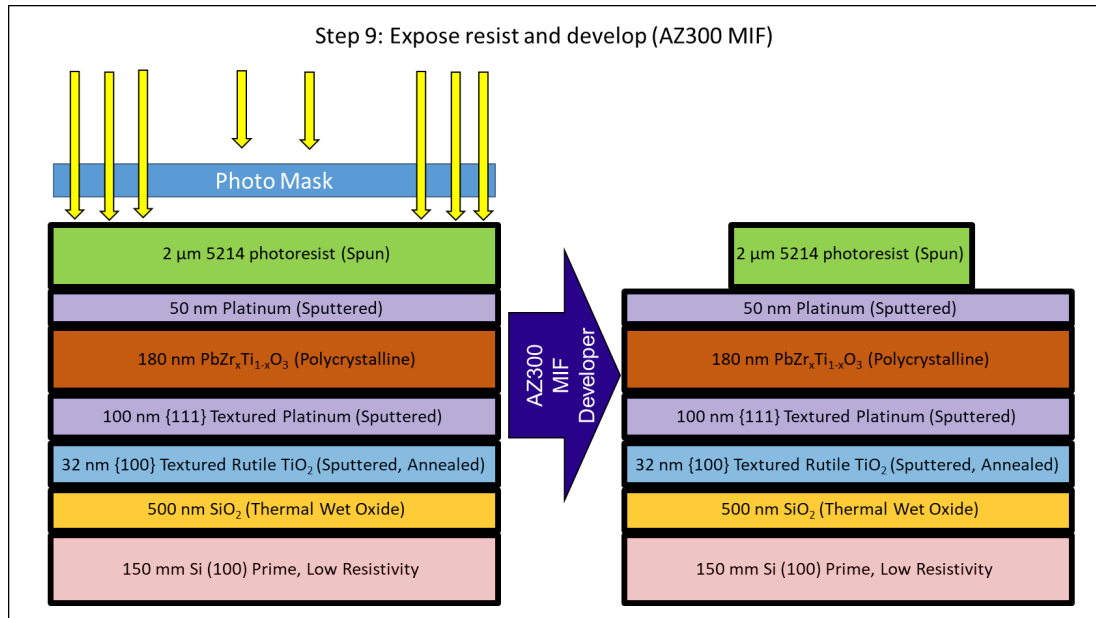 Step 9: Expose resist and develop (AZ300 MIF)
Photo Mask
2 µm 5214 photoresist (Spun)
50 nm Platinum (Sputtered)
180 nm PbZrₓTi₁₋ₓO₃ (Polycrystalline)
100 nm {111} Textured Platinum (Sputtered)
32 nm {100} Textured Rutile TiO₂ (Sputtered, Annealed)
500 nm SiO₂ (Thermal Wet Oxide)
150 mm Si (100) Prime, Low Resistivity
AZ300
MIF
Developer
2 µm 5214 photoresist (Spun)
50 nm Platinum (Sputtered)
180 nm PbZrₓTi₁₋ₓO₃ (Polycrystalline)
100 nm {111} Textured Platinum (Sputtered)
32 nm {100} Textured Rutile TiO₂ (Sputtered, Annealed)
500 nm SiO₂ (Thermal Wet Oxide)
150 mm Si (100) Prime, Low Resistivity